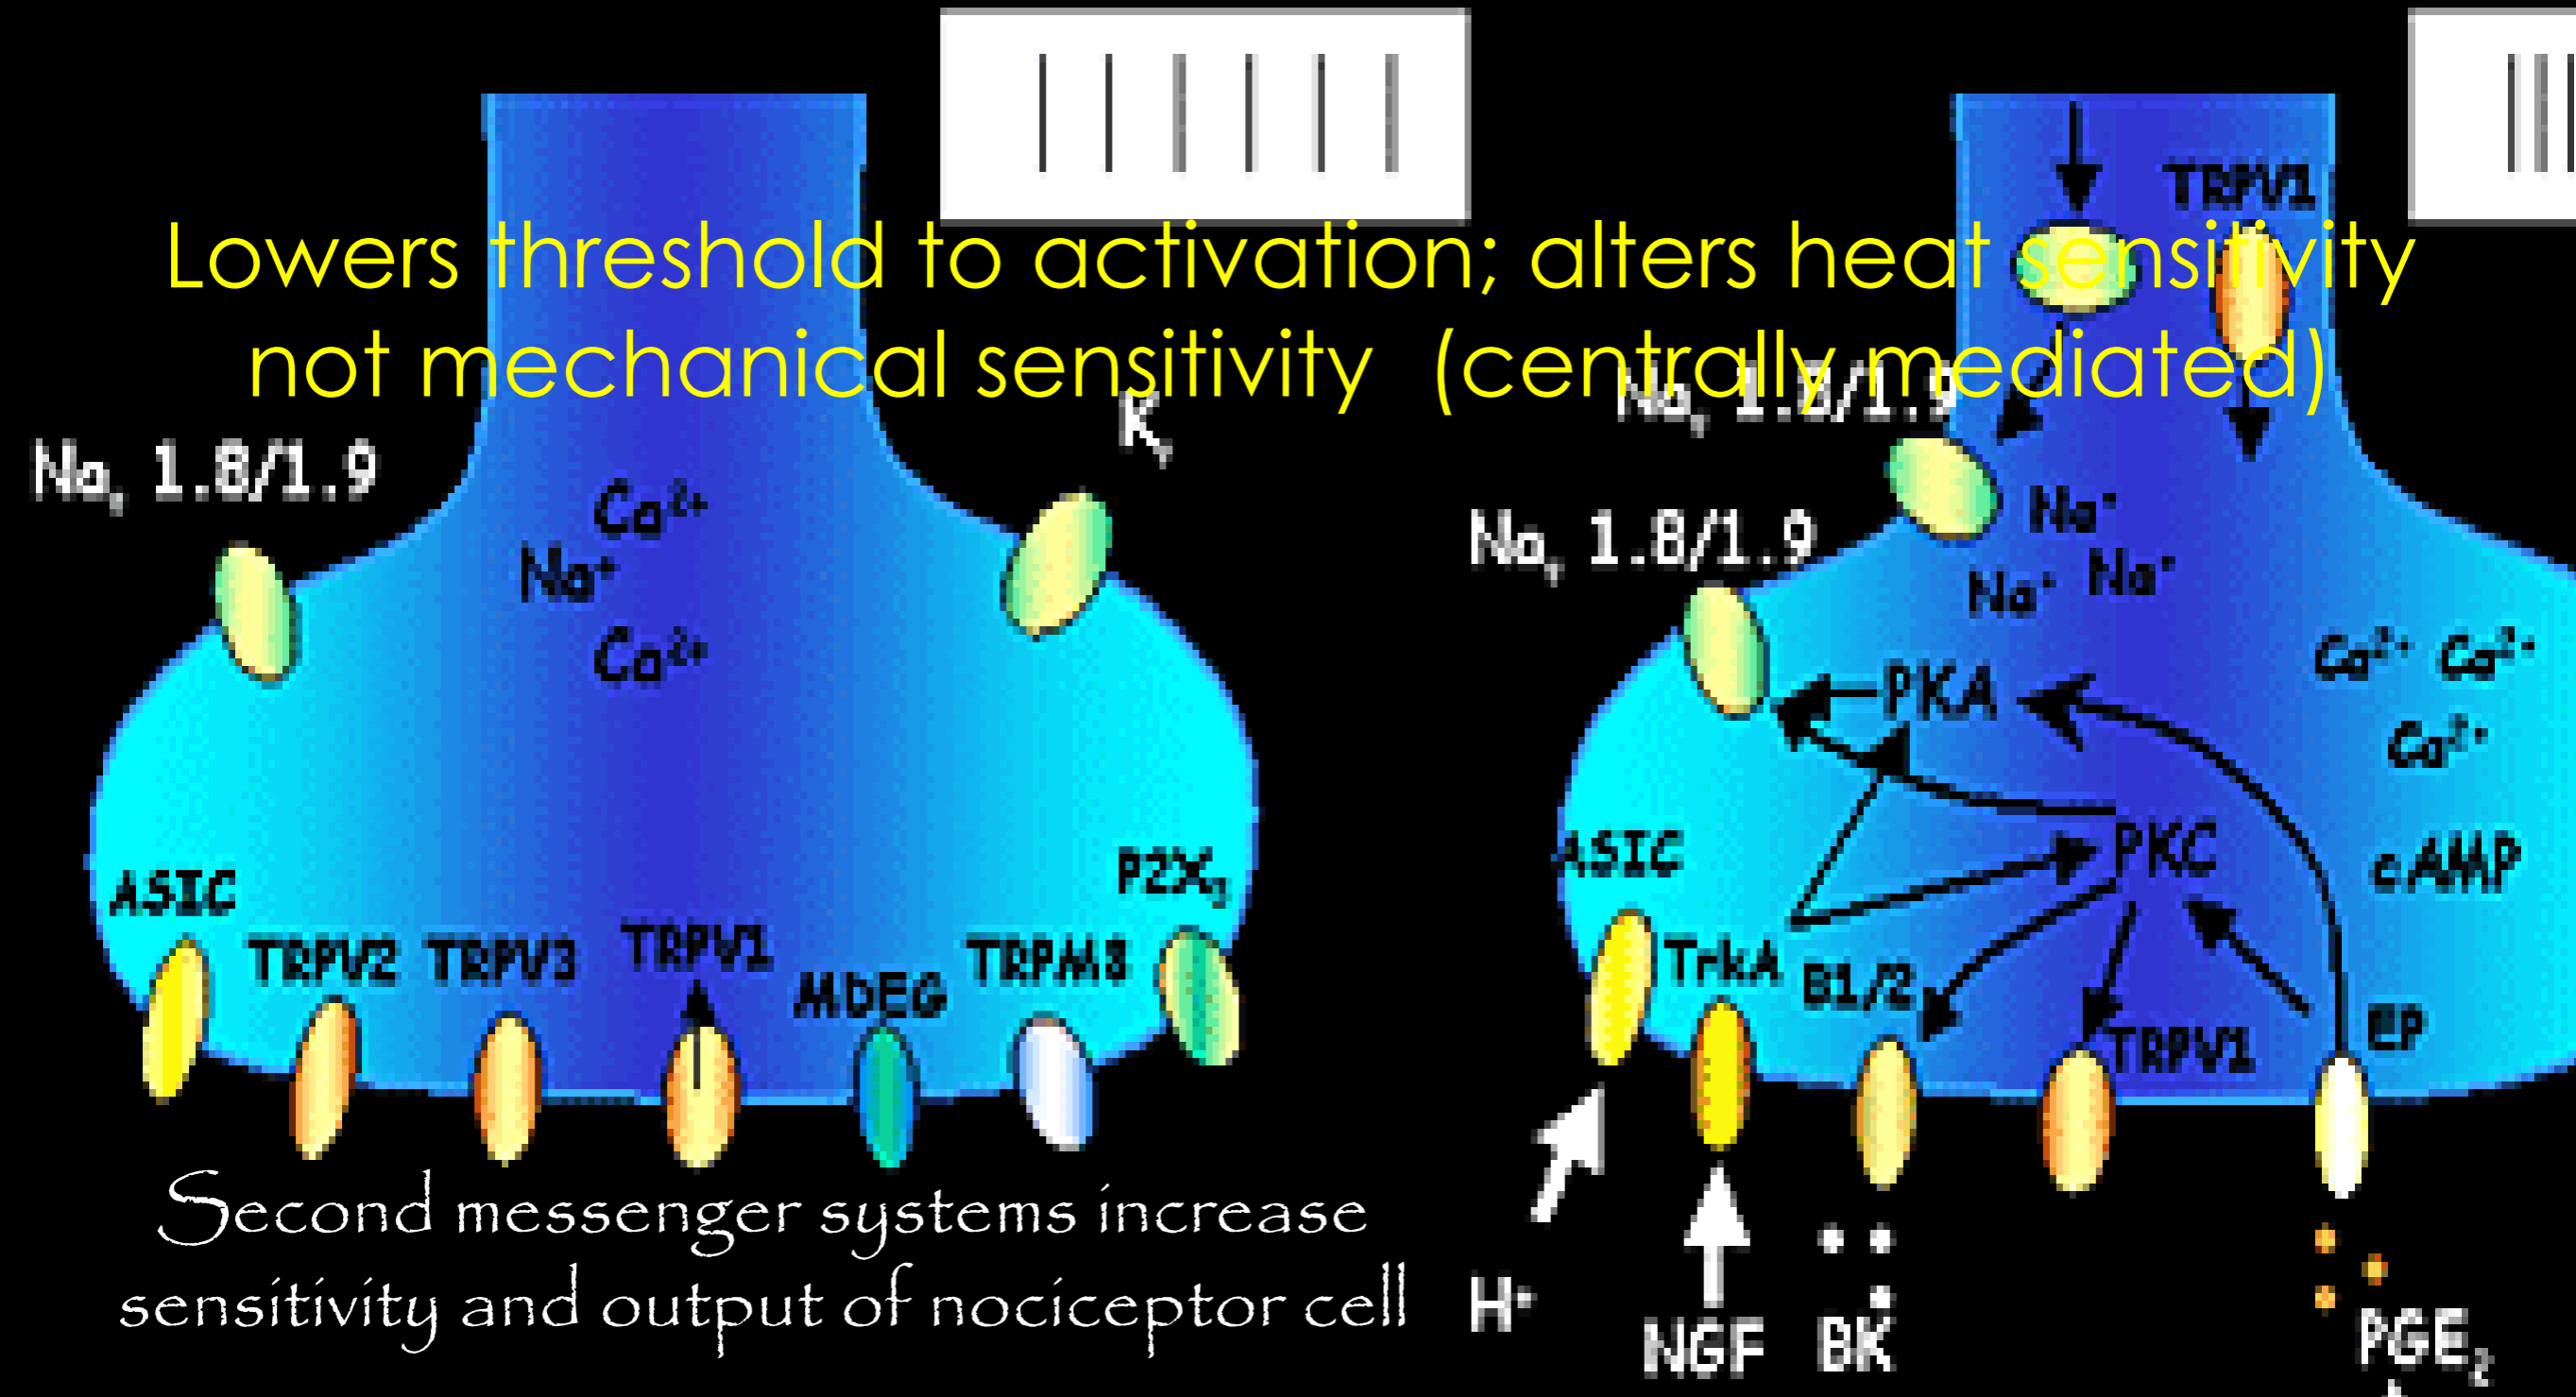 TRPV1
Lowers threshold to activation; alters heat sensitivity
not mechanical sensitivity (centrally mediated)
Naᵥ 1.8/1.9
Kᵥ
Naᵥ 1.8/1.9
Naᵥ 1.8/1.9
Ca²⁺
Na⁺
Ca²⁺
ASIC
TRPV2
TRPV3
TRPV1
MDEG
TRPM8
P2X₃
Na⁺
Na⁺
Na⁺
Ca²⁺
Ca²⁺
Ca²⁺
PKA
PKC
cAMP
ASIC
TrkA
B1/2
TRPV1
EP
Second messenger systems increase
sensitivity and output of nociceptor cell
H⁺
NGF
BK
PGE₂